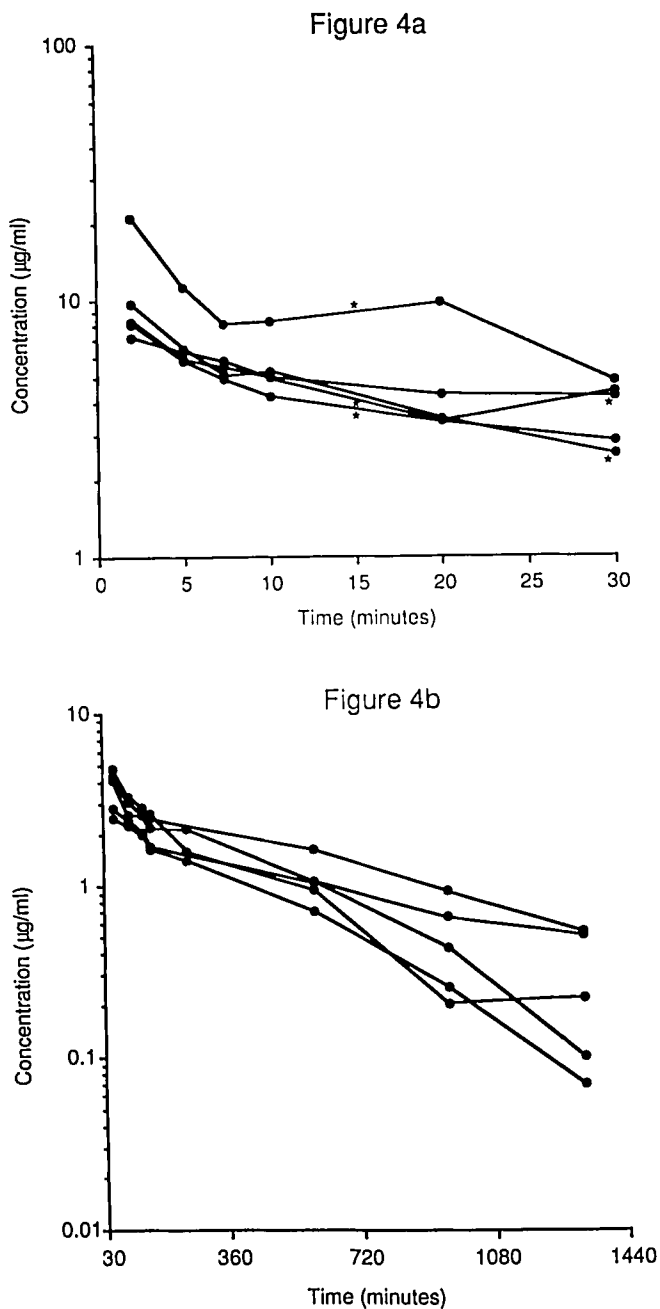 Figure 4a
100
10
1
Concentration (µg/ml)
0 5 10 15 20 25 30
Time (minutes)
Figure 4b
10
1
0.1
0.01
Concentration (µg/ml)
30 360 720 1080 1440
Time (minutes)